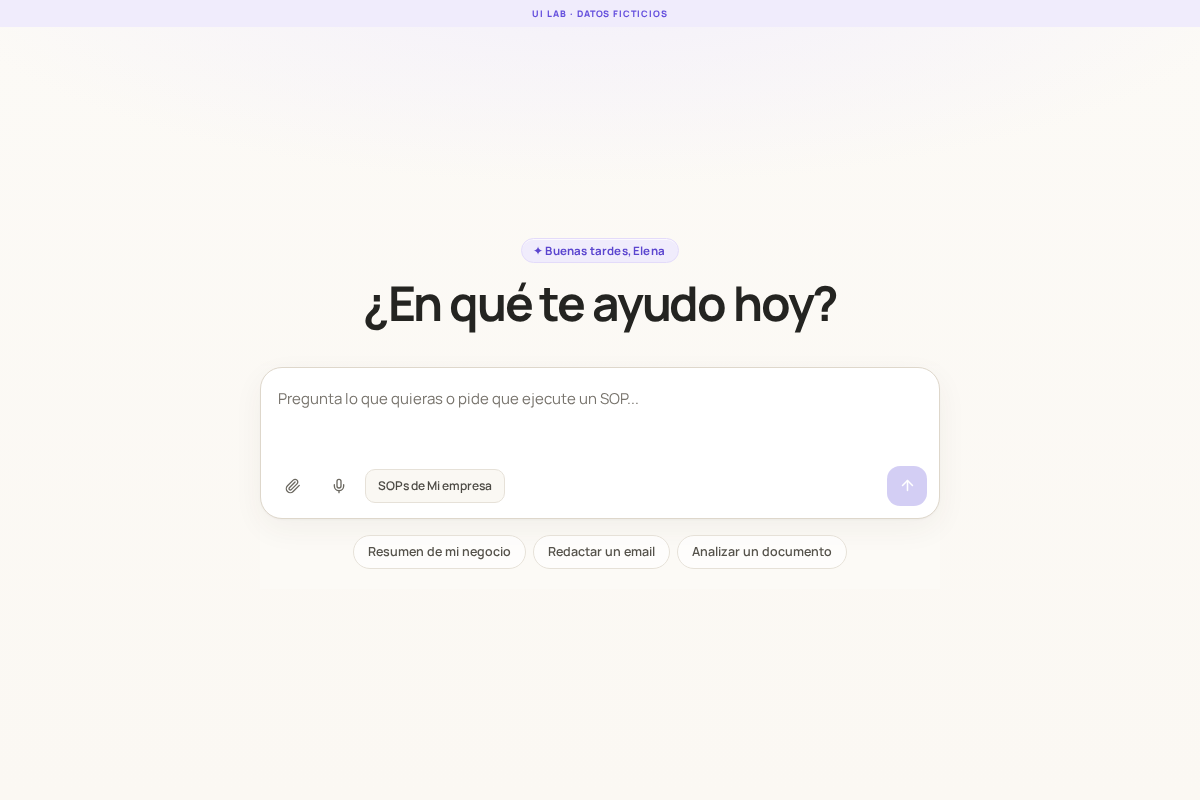 UI LAB · DATOS FICTICIOS
✦ Buenas tardes, Elena
¿En qué te ayudo hoy?
Pregunta lo que quieras o pide que ejecute un SOP...
SOPs de Mi empresa
Resumen de mi negocio
Redactar un email
Analizar un documento